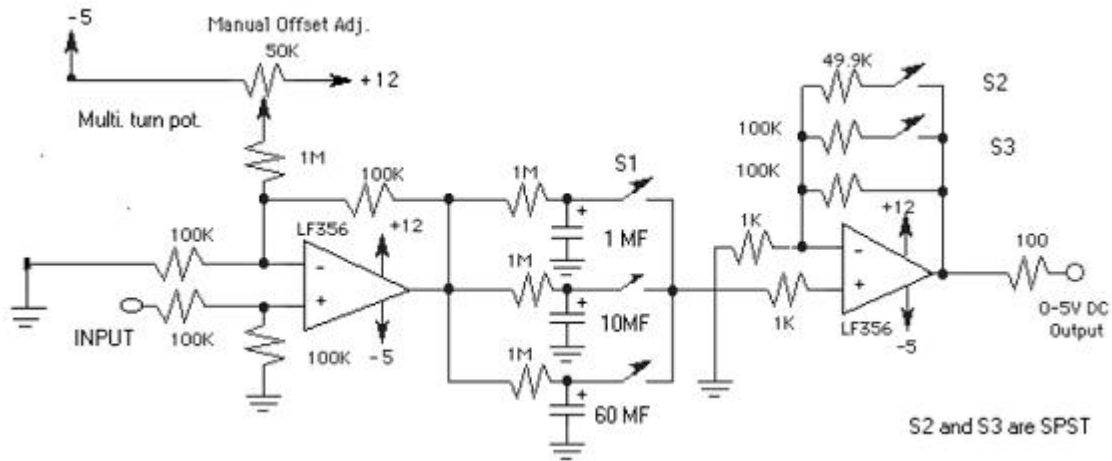 -5
Manual Offset Adj.
50K
+12
Multi. turn pot.
1M
100K
LF356
+12
100K
-
+
INPUT
100K
100K
-5
1M
S1
+
1 MF
1M
+
10MF
1M
+
60 MF
49.9K
S2
100K
S3
100K
+12
1K
-
+
1K
LF356
-5
100
0-5V DC
Output
S2 and S3 are SPST